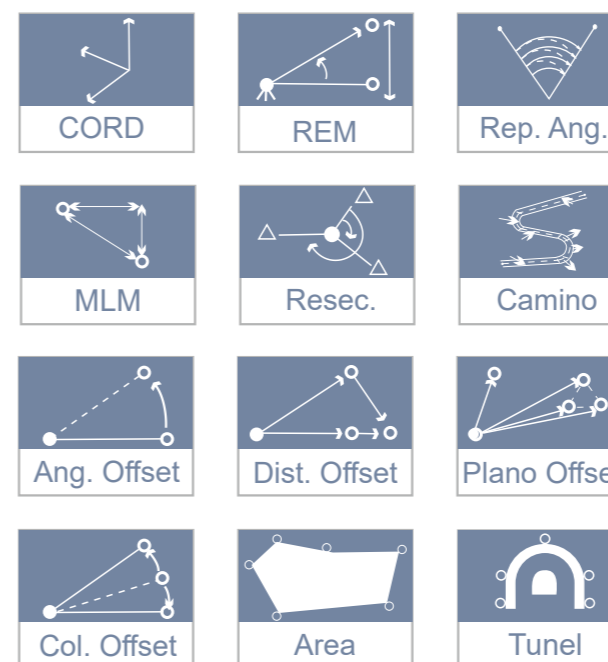 CORD
REM
Rep. Ang.
MLM
Resec.
Camino
Ang. Offset
Dist. Offset
Plano Offse
Col. Offset
Area
Tunel